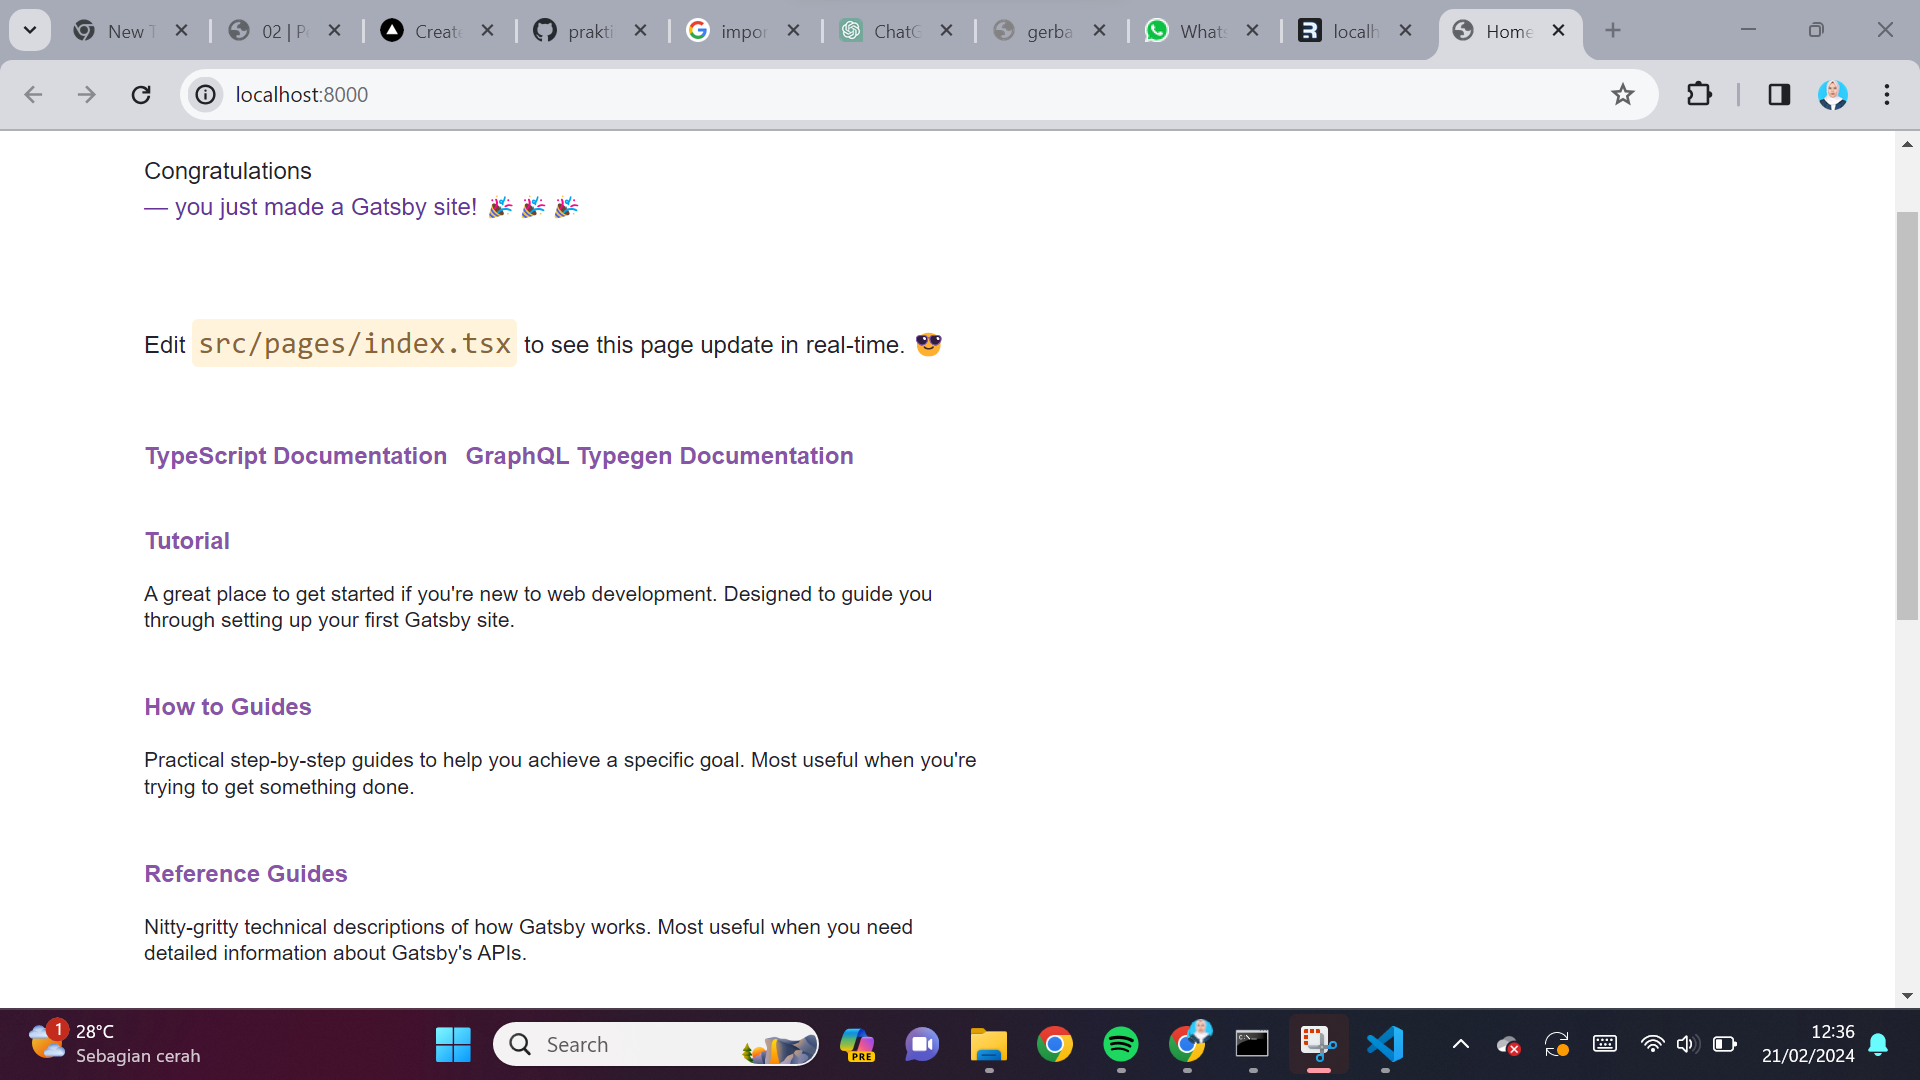 New T
02 | P
Create
prakti
impor
ChatG
gerba
Whats
localh
Home
localhost:8000
Congratulations
— you just made a Gatsby site! 🎉 🎉 🎉
Edit src/pages/index.tsx to see this page update in real-time. 😎
TypeScript Documentation GraphQL Typegen Documentation
Tutorial
A great place to get started if you're new to web development. Designed to guide you
through setting up your first Gatsby site.
How to Guides
Practical step-by-step guides to help you achieve a specific goal. Most useful when you're
trying to get something done.
Reference Guides
Nitty-gritty technical descriptions of how Gatsby works. Most useful when you need
detailed information about Gatsby's APIs.
1
28°C
Sebagian cerah
Search
PRE
12:36
21/02/2024